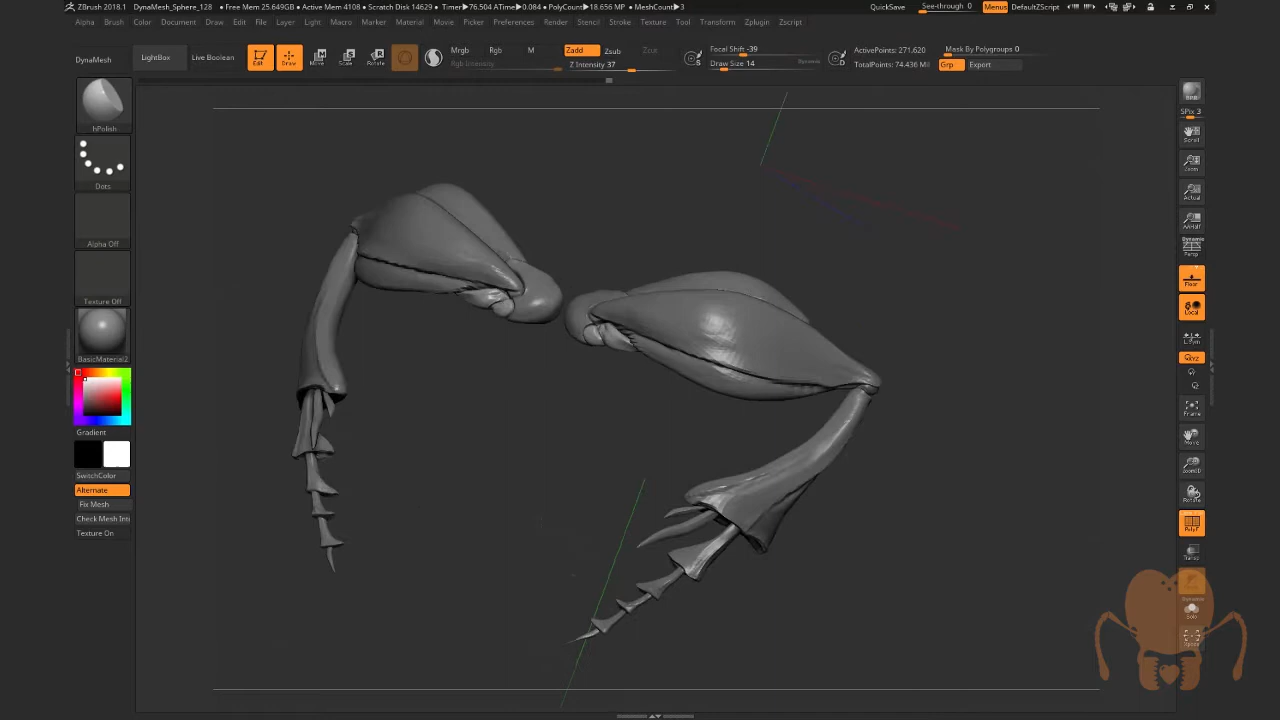 ZBrush 2018.1 DynaMesh_Sphere_128 • Free Mem 25.649GB • Active Mem 4108 • Scratch Disk 14629 • Timer▶76.504 ATime▶0.084 • PolyCount▶18.656 MP • MeshCount▶3 QuickSave See-through 0 Menus DefaultZScript
Alpha Brush Color Document Draw Edit File Layer Light Macro Marker Material Movie Picker Preferences Render Stencil Stroke Texture Tool Transform Zplugin Zscript
DynaMesh LightBox Live Boolean Edit Draw Move Scale Rotate Mrgb Rgb M Zadd Zsub Zcut Focal Shift -39 ActivePoints: 271,620 Mask By Polygroups 0
Rgb Intensity Z Intensity 37 Draw Size 14 Dynamic TotalPoints: 74.436 Mil Grp Export
hPolish
Dots
Alpha Off
Texture Off
BasicMaterial2
Gradient
SwitchColor
Alternate
Fix Mesh
Check Mesh Int
Texture On
BPR
SPix 3
Scroll
Zoom
Actual
AAHalf
Dynamic
Persp
Floor
Local
L.Sym
Frame
Move
Zoom3D
Rotate
PolyF
Transp
Dynamic
Solo
Xpose